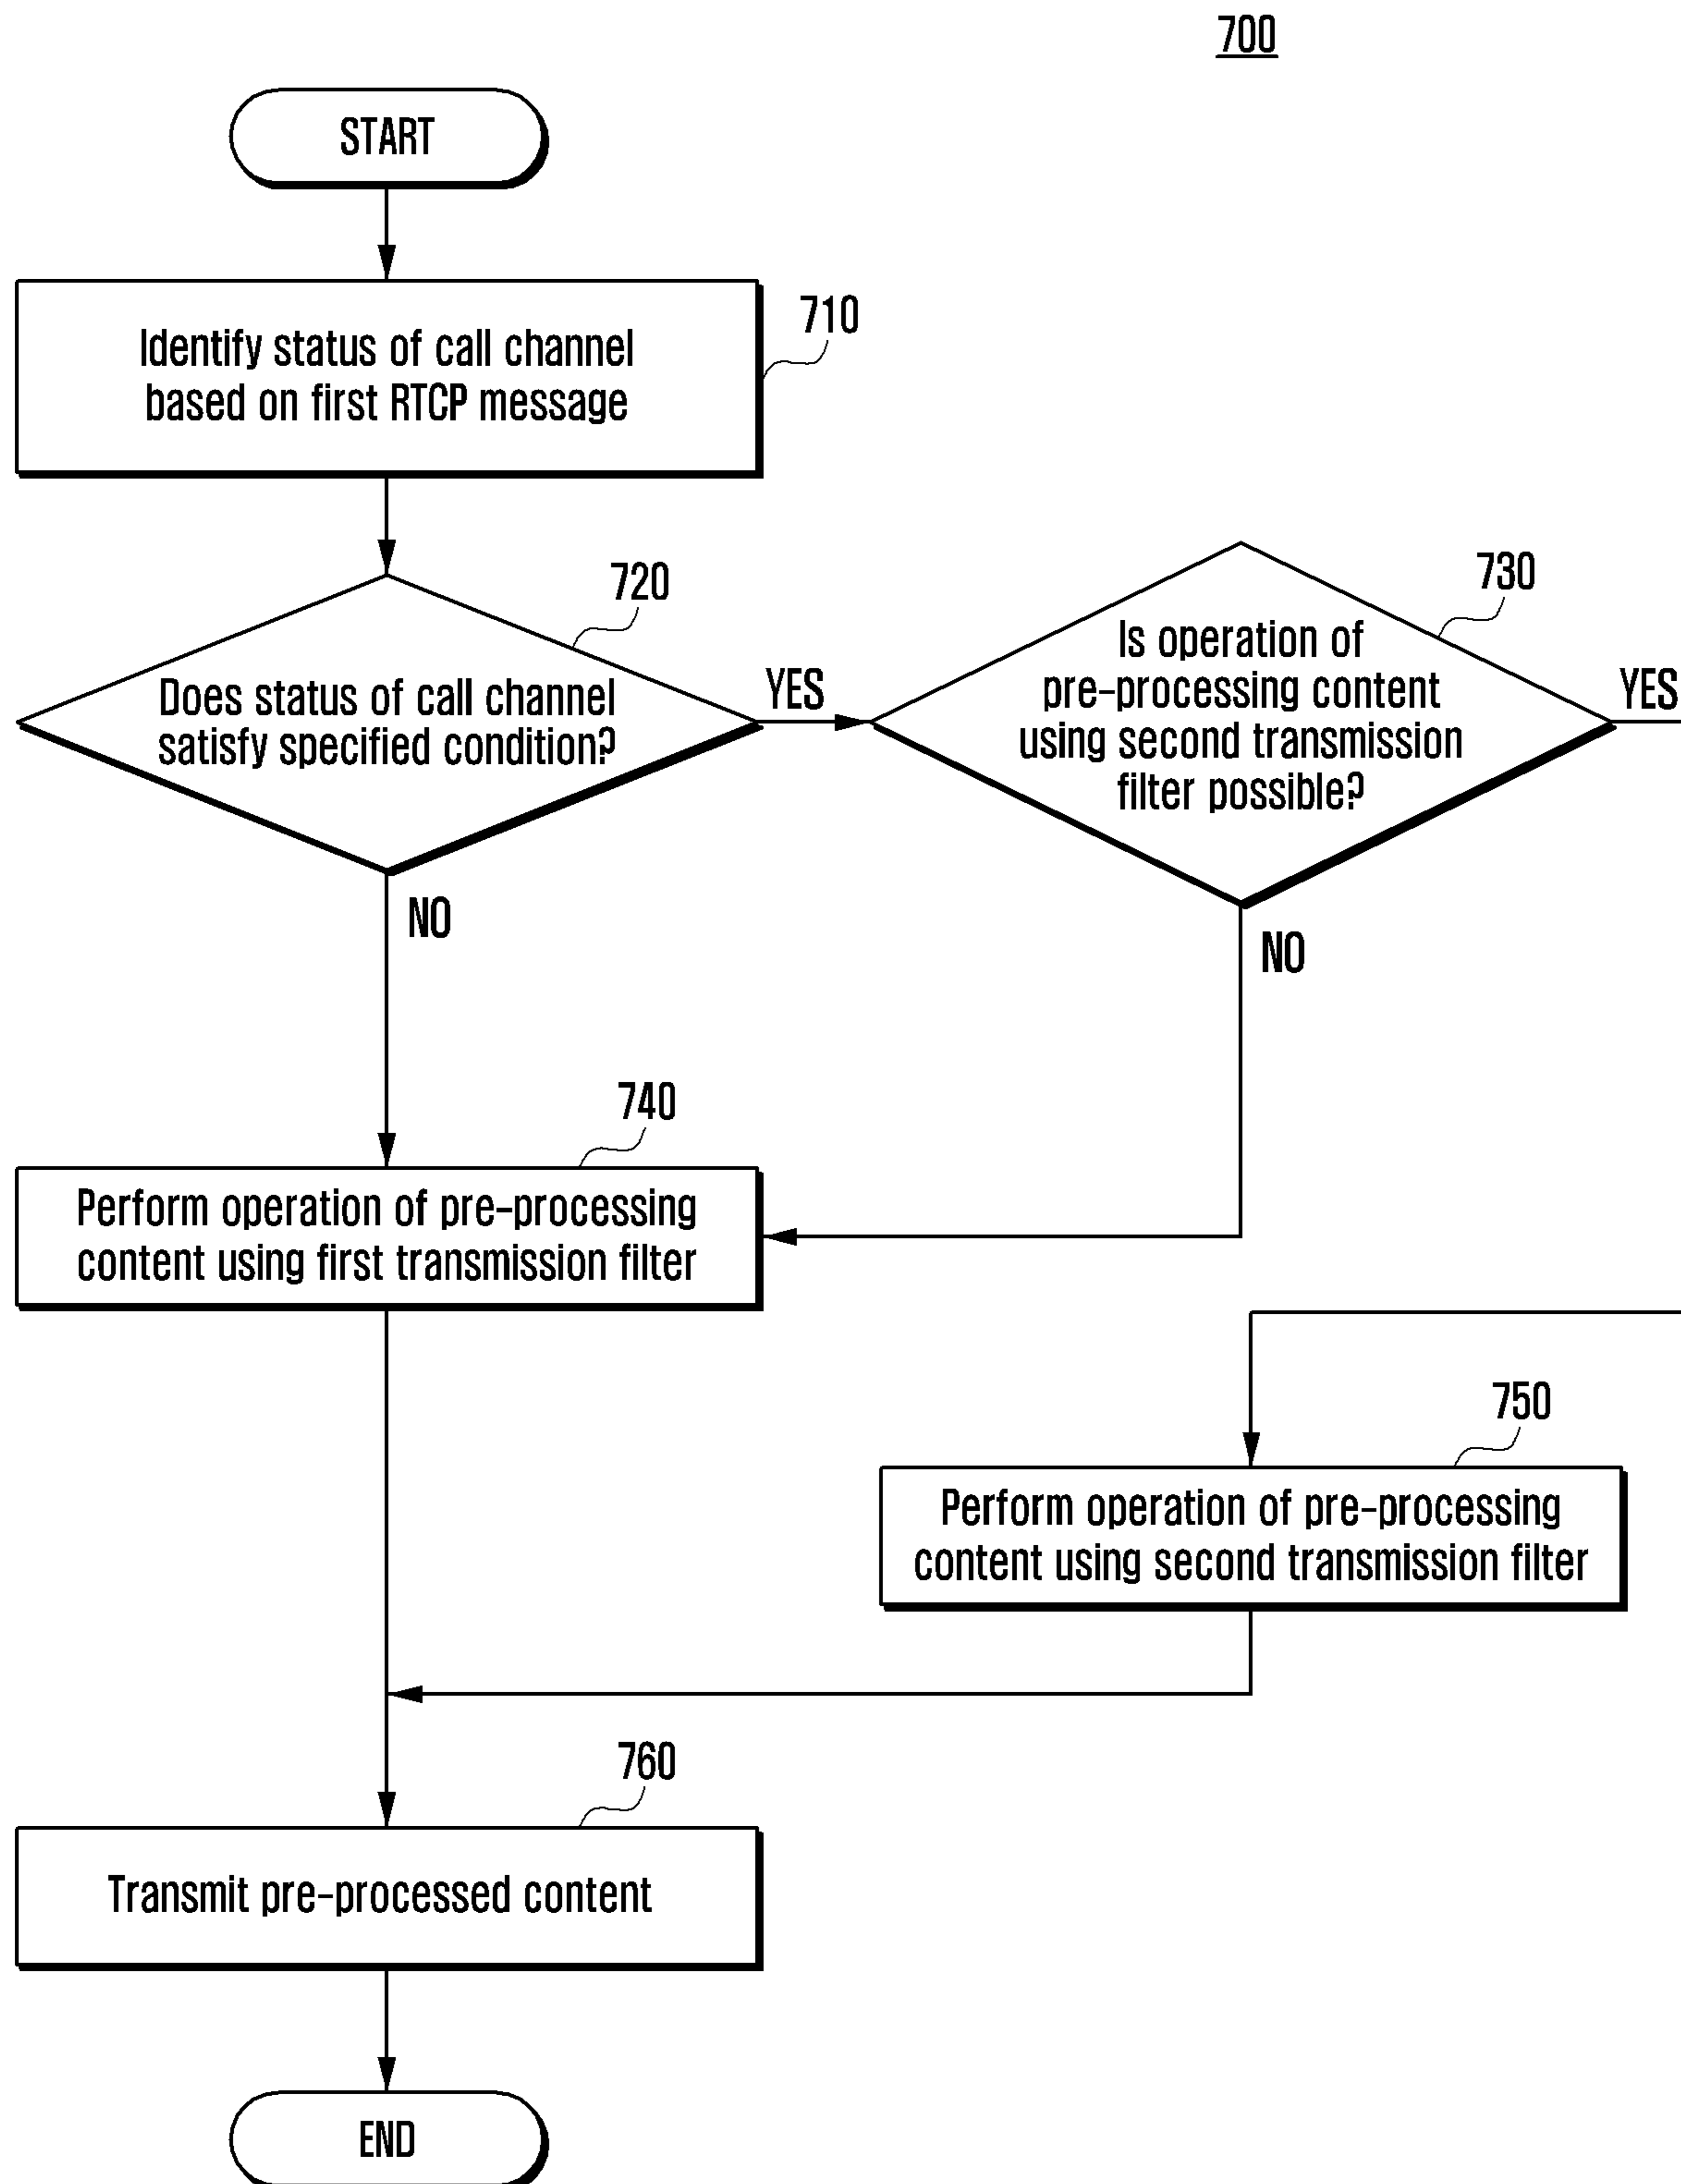 700
START
710
Identify status of call channel
based on first RTCP message
720
Does status of call channel
satisfy specified condition?
YES
NO
730
Is operation of
pre-processing content
using second transmission
filter possible?
YES
NO
740
Perform operation of pre-processing
content using first transmission filter
750
Perform operation of pre-processing
content using second transmission filter
760
Transmit pre-processed content
END